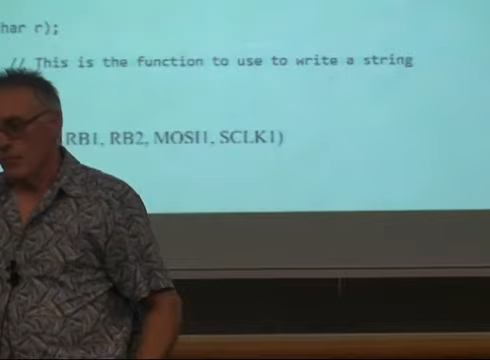 har r);
// This is the function to use to write a string
RB1, RB2, MOSI1, SCLK1)